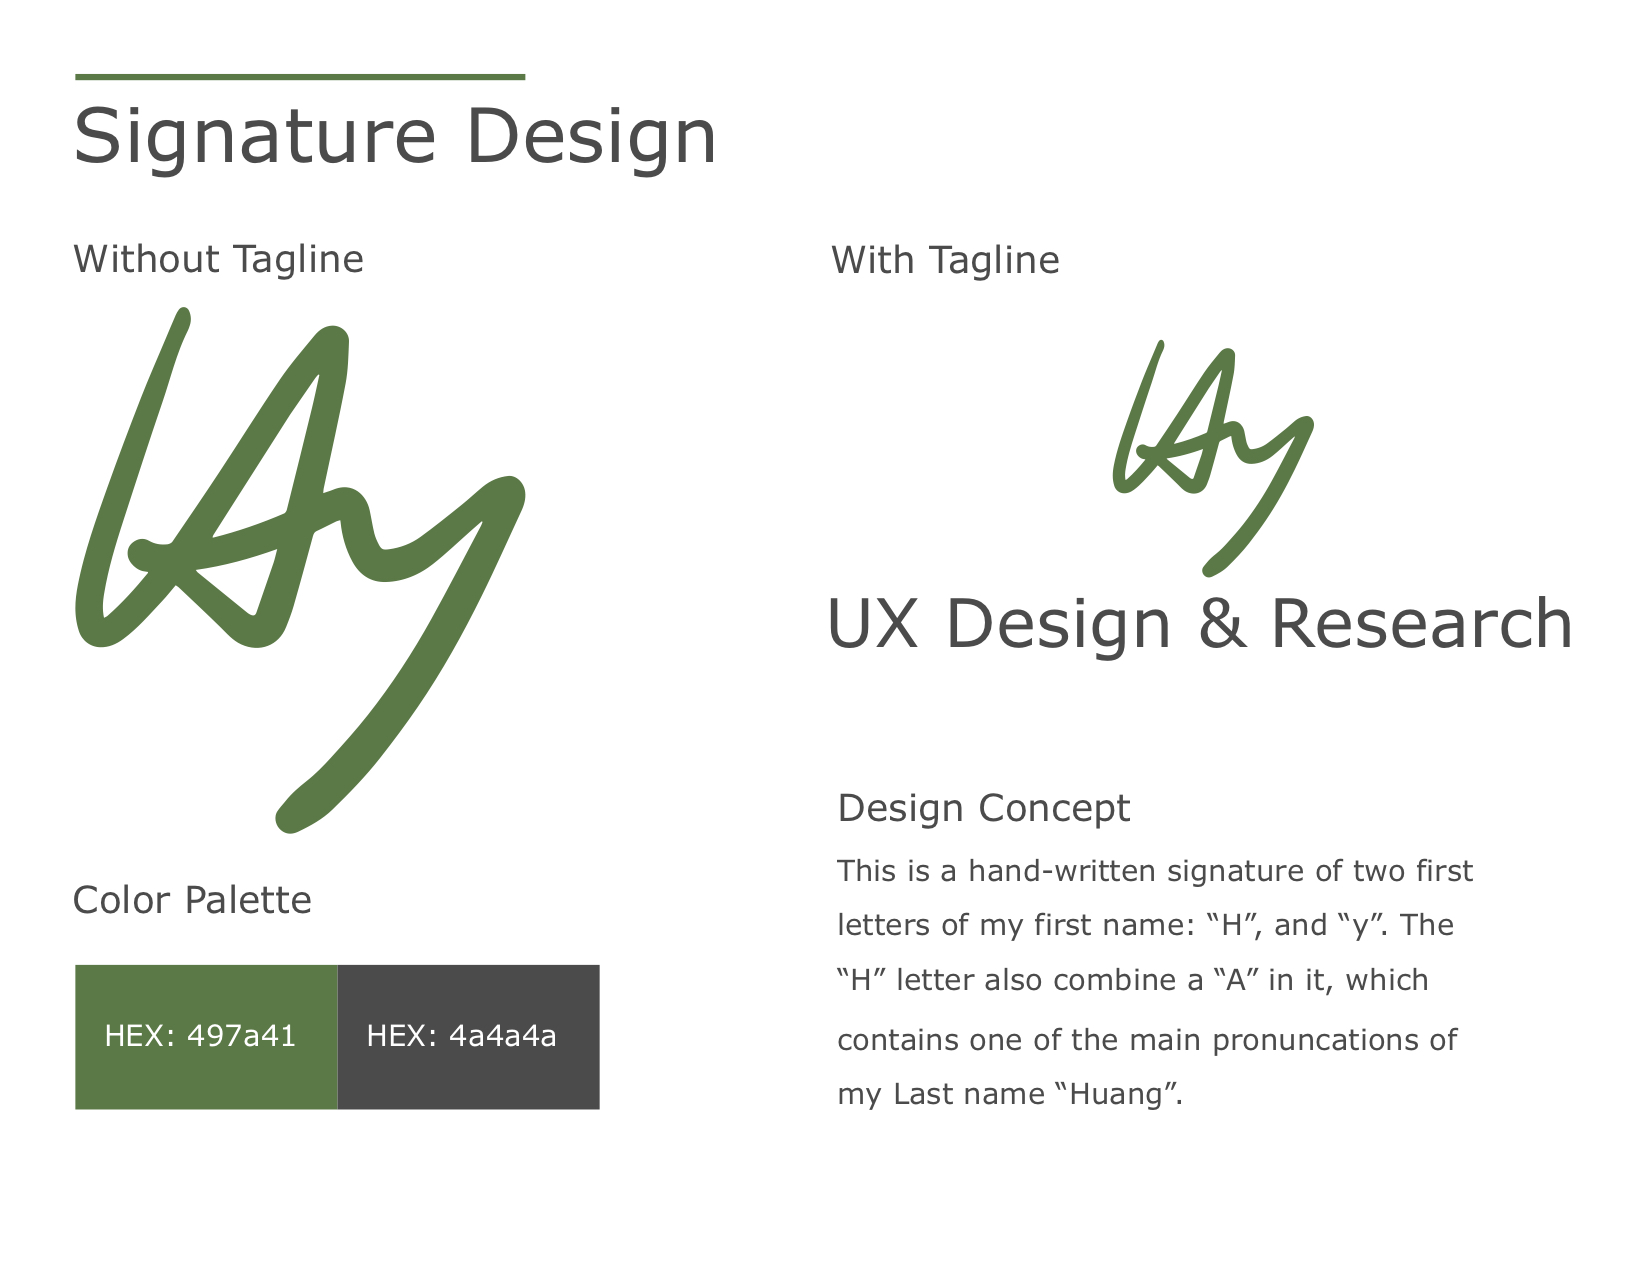 Signature Design
Without Tagline
Hy
Color Palette
HEX: 497a41
HEX: 4a4a4a
With Tagline
Hy
UX Design & Research
Design Concept
This is a hand-written signature of two first
letters of my first name: “H”, and “y”. The
“H” letter also combine a “A” in it, which
contains one of the main pronuncations of
my Last name “Huang”.